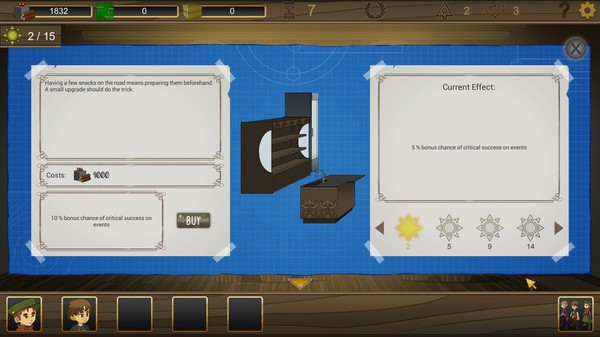 1832
0
0
7
2
3
?
2 / 15
Having a few snacks on the road means preparing them beforehand.
A small upgrade should do the trick.
Costs:
10 % bonus chance of critical success on
events
BUY
Current Effect:
5 % bonus chance of critical success on events
2
5
9
14